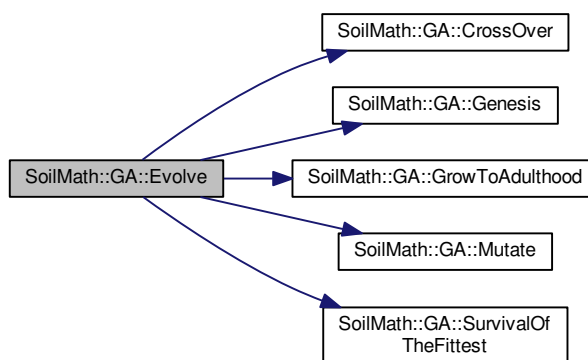 SoilMath::GA::CrossOver
SoilMath::GA::Genesis
SoilMath::GA::Evolve
SoilMath::GA::GrowToAdulthood
SoilMath::GA::Mutate
SoilMath::GA::SurvivalOf
TheFittest